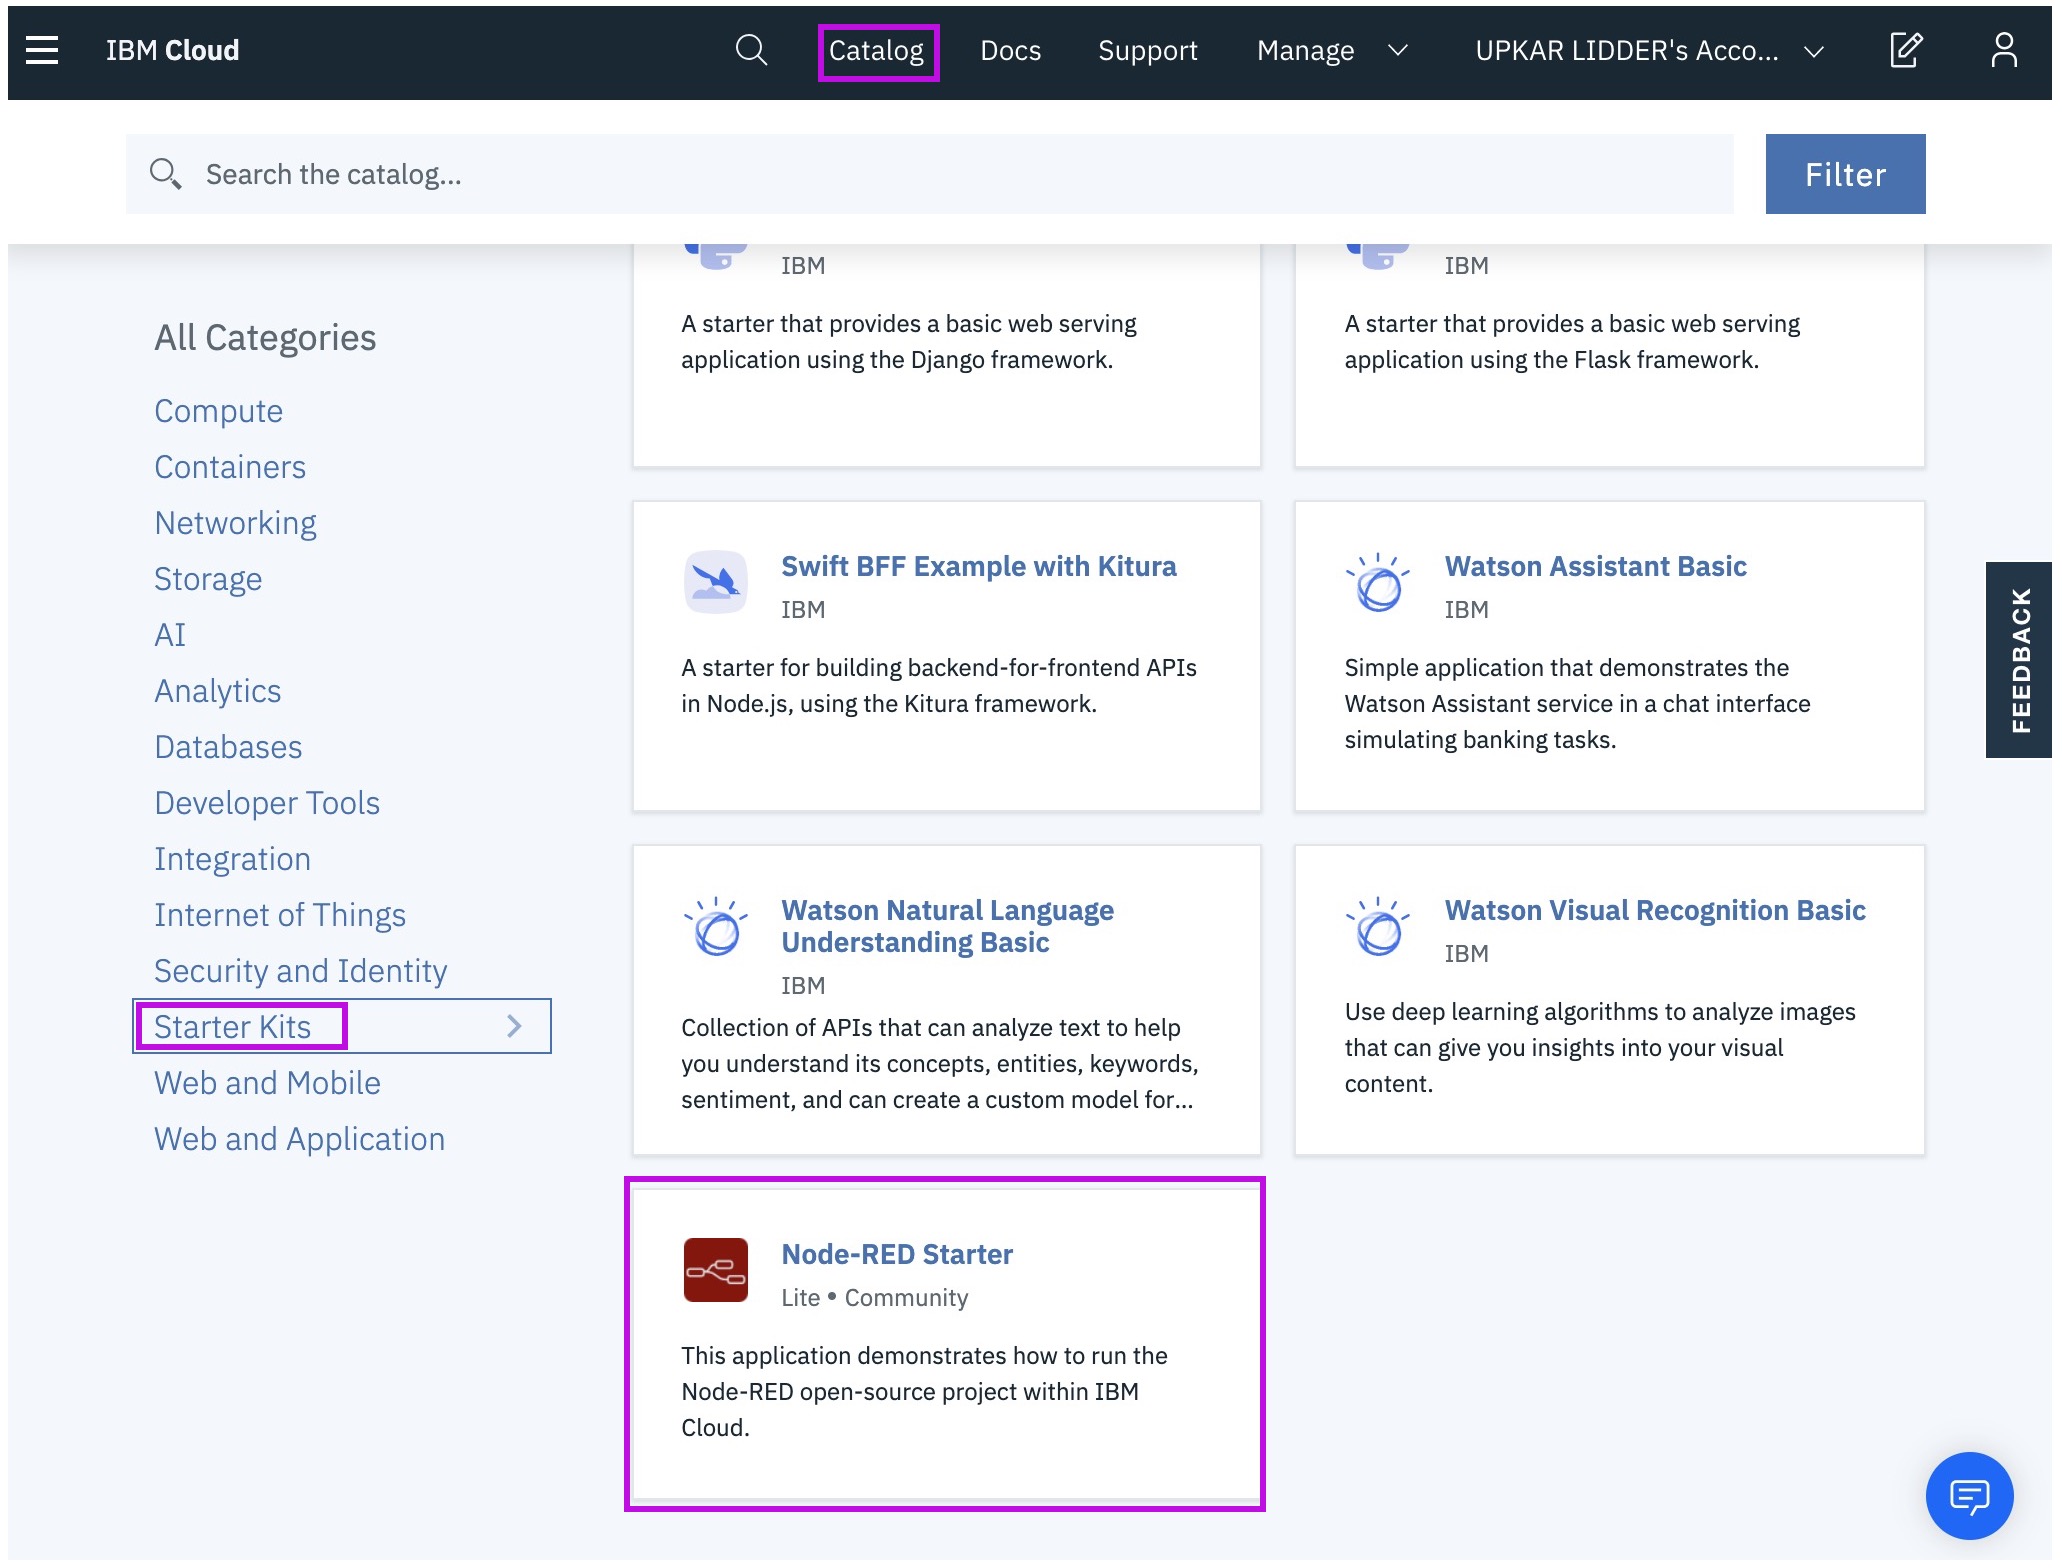 IBM Cloud
Catalog
Docs
Support
Manage
UPKAR LIDDER's Acco...
Search the catalog...
Filter
All Categories
Compute
Containers
Networking
Storage
AI
Analytics
Databases
Developer Tools
Integration
Internet of Things
Security and Identity
Starter Kits
Web and Mobile
Web and Application
IBM
A starter that provides a basic web serving
application using the Django framework.
IBM
A starter that provides a basic web serving
application using the Flask framework.
Swift BFF Example with Kitura
IBM
A starter for building backend-for-frontend APIs
in Node.js, using the Kitura framework.
Watson Assistant Basic
IBM
Simple application that demonstrates the
Watson Assistant service in a chat interface
simulating banking tasks.
Watson Natural Language
Understanding Basic
IBM
Collection of APIs that can analyze text to help
you understand its concepts, entities, keywords,
sentiment, and can create a custom model for...
Watson Visual Recognition Basic
IBM
Use deep learning algorithms to analyze images
that can give you insights into your visual
content.
Node-RED Starter
Lite • Community
This application demonstrates how to run the
Node-RED open-source project within IBM
Cloud.
FEEDBACK